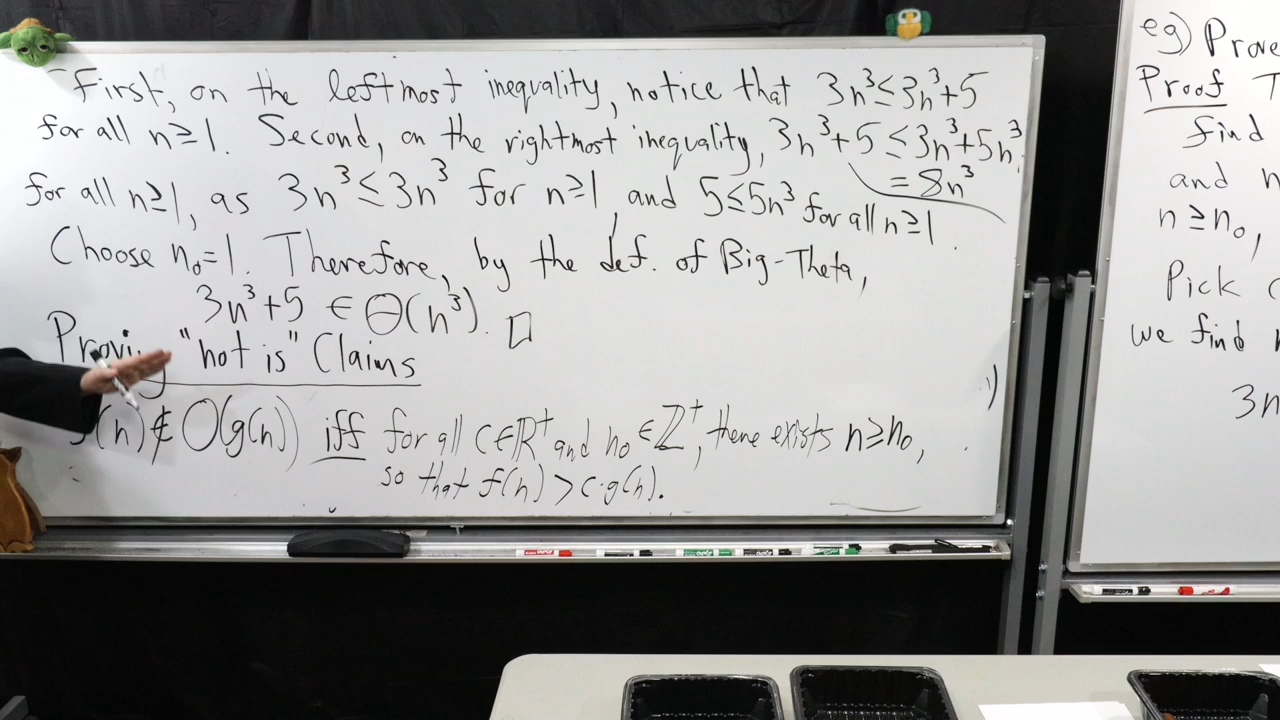 First, on the leftmost inequality, notice that 3n³≤3n³+5
for all n≥1. Second, on the rightmost inequality, 3n³+5 ≤3n³+5n³,
= 8n³
for all n≥1, as 3n³≤3n³ for n≥1, and 5≤5n³ for all n≥1.
Choose n₀=1. Therefore, by the def. of Big-Theta,
3n³+5 ∈ Θ(n³). □
"not is" Claims
(n)∉O(g(n)) iff for all c∈ℝ⁺ and n₀∈ℤ⁺, there exists n≥n₀,
so that f(n) > c·g(n).
eg) Prove
Proof
find
and n
n≥n₀,
Pick
we find
3n